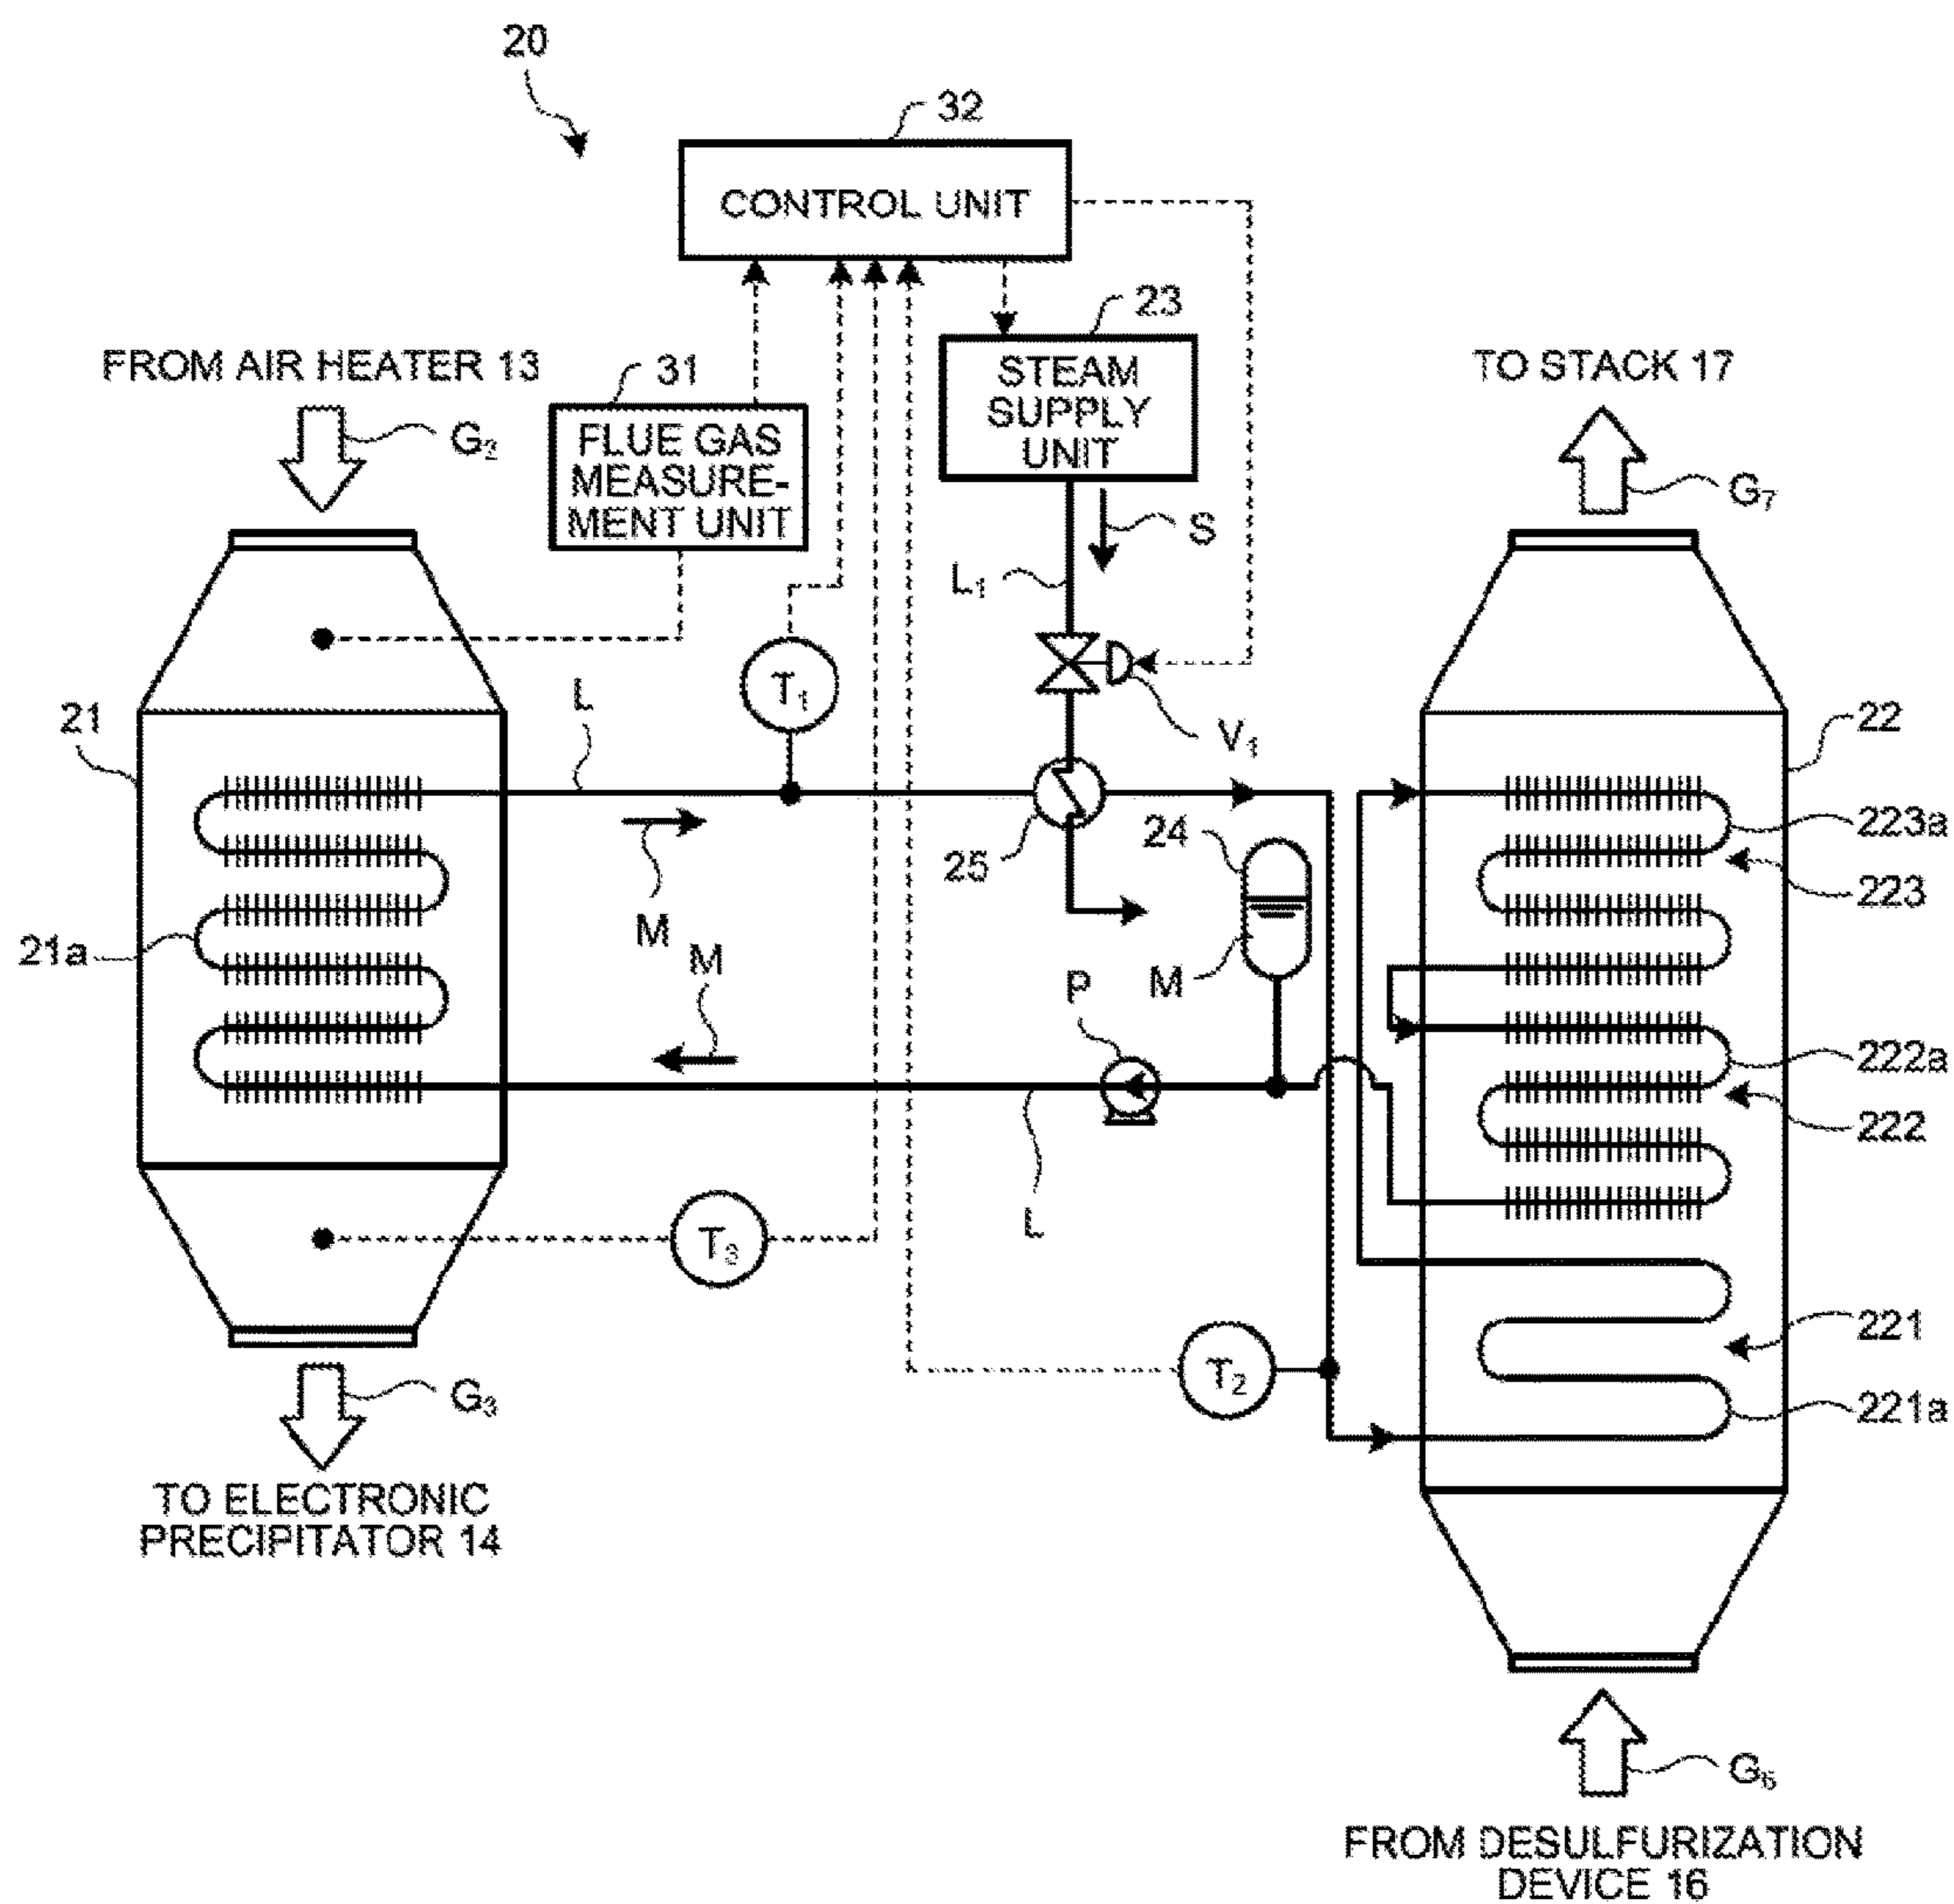 20
32
CONTROL UNIT
23
FROM AIR HEATER 13
31
STEAM
SUPPLY
UNIT
TO STACK 17
G₂
FLUE GAS
MEASURE-
MENT UNIT
G₇
S
L₁
T₁
21
L
V₁
22
24
223a
25
223
M
21a
M
M
P
222a
222
L
T₃
221
G₃
T₂
221a
TO ELECTRONIC
PRECIPITATOR 14
G₆
FROM DESULFURIZATION
DEVICE 16